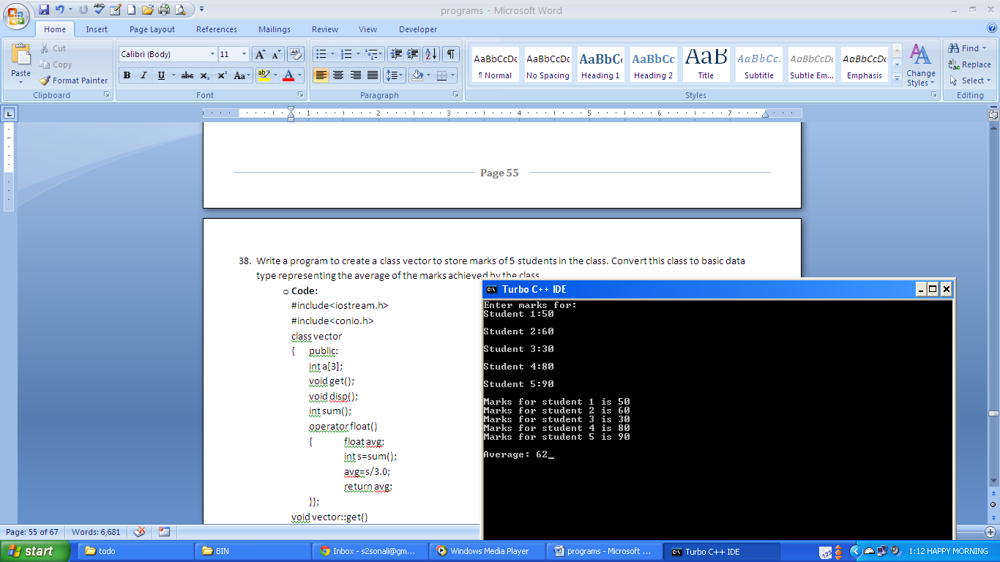 programs - Microsoft Word
Home Insert Page Layout References Mailings Review View Developer
Cut
Copy
Format Painter
Paste
Clipboard
Calibri (Body) 11
Font
Paragraph
AaBbCcDc AaBbCcDc AaBbCc AaBbCc AaB AaBbCc. AaBbCcDc AaBbCcDc
¶ Normal No Spacing Heading 1 Heading 2 Title Subtitle Subtle Em... Emphasis
Change Styles
Styles
Find
Replace
Select
Editing
1 2 3 4 5 6 7
Page 55
38. Write a program to create a class vector to store marks of 5 students in the class. Convert this class to basic data
type representing the average of the marks achieved by the class
o Code:
#include<iostream.h>
#include<conio.h>
class vector
{ public:
int a[3];
void get();
void disp();
int sum();
operator float()
{ float avg;
int s=sum();
avg=s/3.0;
return avg;
}};
void vector::get()
Turbo C++ IDE
Enter marks for:
Student 1:50
Student 2:60
Student 3:30
Student 4:80
Student 5:90
Marks for student 1 is 50
Marks for student 2 is 60
Marks for student 3 is 30
Marks for student 4 is 80
Marks for student 5 is 90
Average: 62_
Page: 55 of 67 Words: 6,681
start todo BIN Inbox - s2sonali@gm... Windows Media Player programs - Microsoft ... Turbo C++ IDE 1:12 HAPPY MORNING